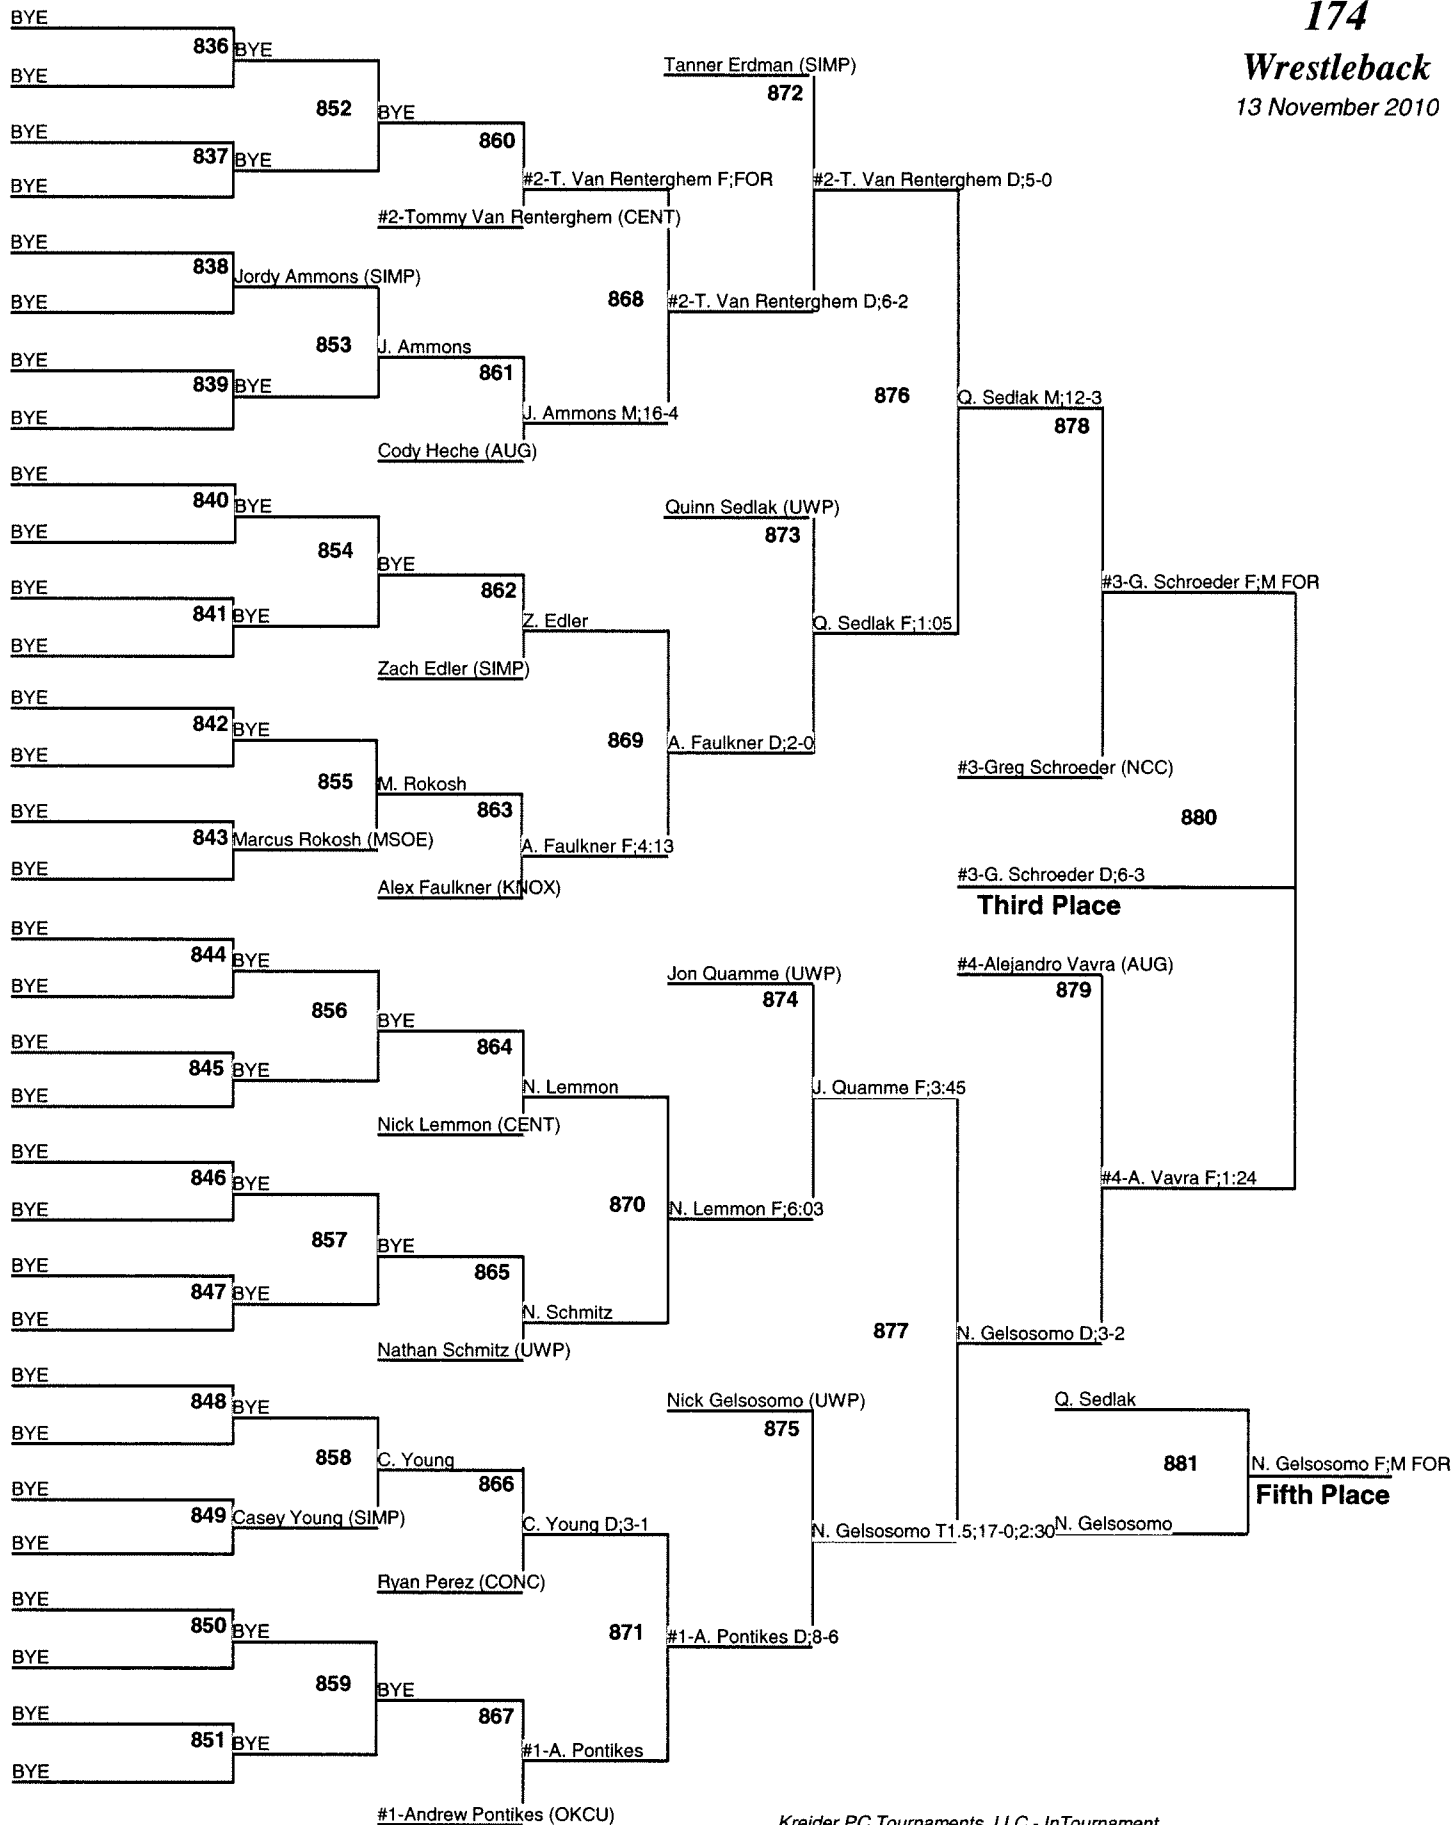 174
Wrestleback
13 November 2010
BYE
836 BYE
BYE
852 BYE
BYE
837 BYE
BYE
860
#2-T. Van Renterghem F;FOR
#2-Tommy Van Renterghem (CENT)
Tanner Erdman (SIMP)
872
#2-T. Van Renterghem D;5-0
BYE
838 Jordy Ammons (SIMP)
BYE
868 #2-T. Van Renterghem D;6-2
853 J. Ammons
BYE
839 BYE
BYE
861
J. Ammons M;16-4
Cody Heche (AUG)
876 Q. Sedlak M;12-3
878
BYE
840 BYE
BYE
854 BYE
BYE
841 BYE
BYE
862
Z. Edler
Zach Edler (SIMP)
Quinn Sedlak (UWP)
873
Q. Sedlak F;1:05
#3-G. Schroeder F;M FOR
BYE
842 BYE
BYE
869 A. Faulkner D;2-0
855 M. Rokosh
BYE
843 Marcus Rokosh (MSOE)
BYE
863
A. Faulkner F;4:13
Alex Faulkner (KNOX)
#3-Greg Schroeder (NCC)
880
#3-G. Schroeder D;6-3
Third Place
BYE
844 BYE
BYE
856 BYE
BYE
845 BYE
BYE
864
N. Lemmon
Nick Lemmon (CENT)
Jon Quamme (UWP)
874
J. Quamme F;3:45
#4-Alejandro Vavra (AUG)
879
#4-A. Vavra F;1:24
BYE
846 BYE
BYE
870 N. Lemmon F;6:03
857 BYE
BYE
847 BYE
BYE
865
N. Schmitz
Nathan Schmitz (UWP)
877 N. Gelsosomo D;3-2
BYE
848 BYE
BYE
858 C. Young
BYE
849 Casey Young (SIMP)
BYE
866
C. Young D;3-1
Ryan Perez (CONC)
Nick Gelsosomo (UWP)
875
N. Gelsosomo T1.5;17-0;2:30
Q. Sedlak
881 N. Gelsosomo F;M FOR
Fifth Place
N. Gelsosomo
BYE
850 BYE
BYE
871 #1-A. Pontikes D;8-6
859 BYE
BYE
851 BYE
BYE
867
#1-A. Pontikes
#1-Andrew Pontikes (OKCU)
Kreider PC Tournaments, LLC - InTournament